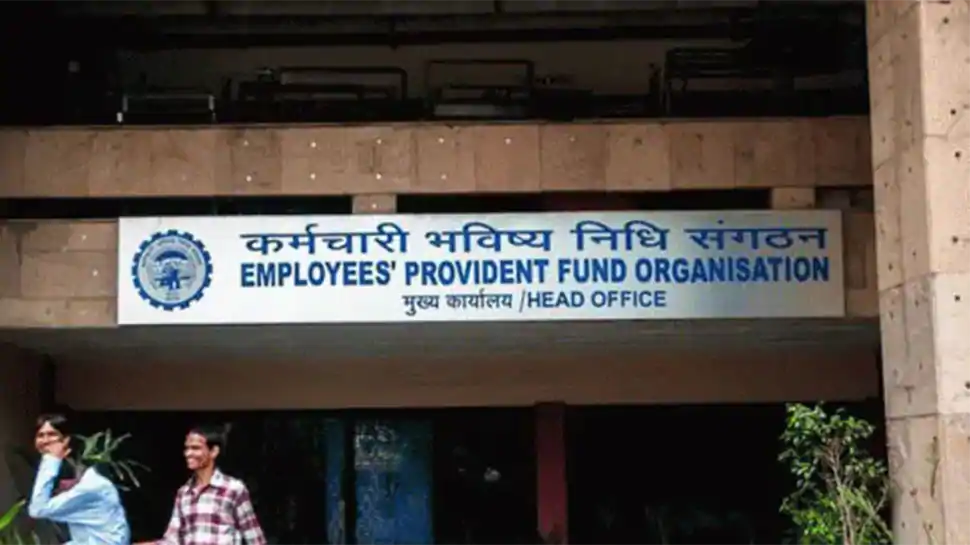 कर्मचारी भविष्य निधि संगठन
EMPLOYEES' PROVIDENT FUND ORGANISATION
मुख्य कार्यालय /HEAD OFFICE